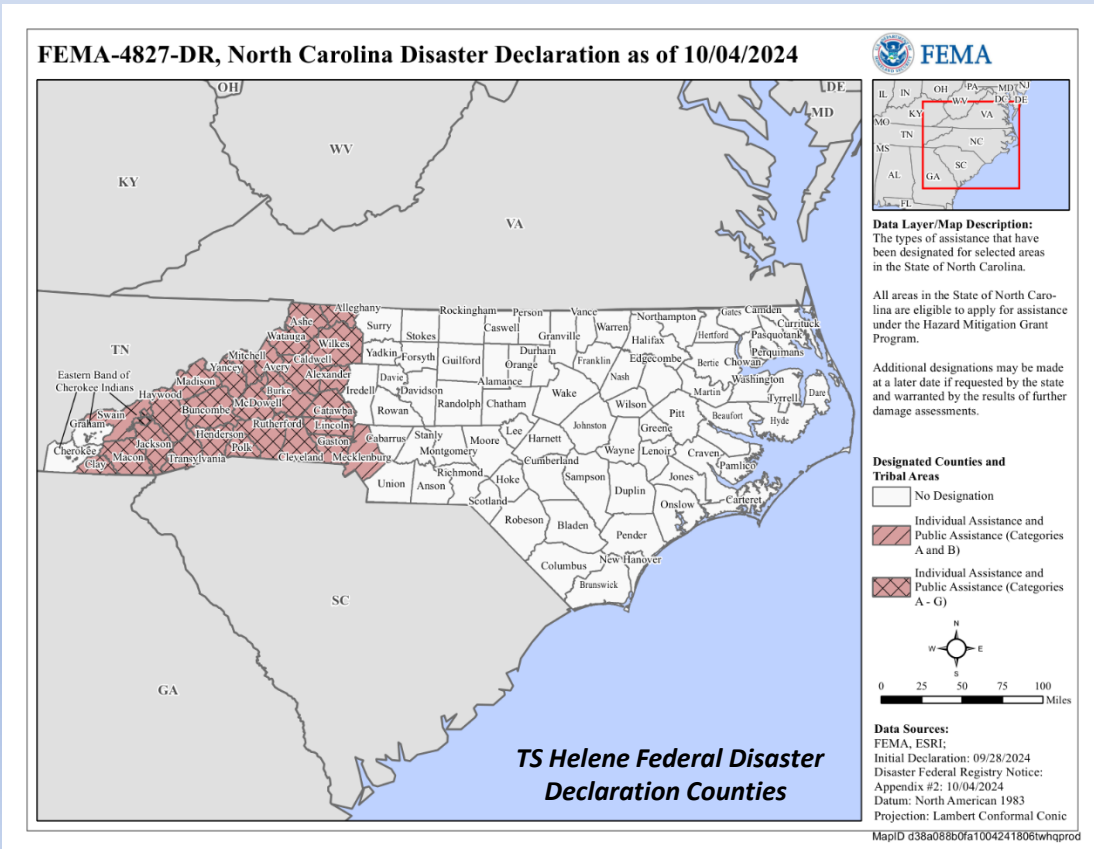 FEMA-4827-DR, North Carolina Disaster Declaration as of 10/04/2024
FEMA
OH
WV
KY
VA
DE
MD
TN
SC
GA
IL
IN
OH
PA
MD
NJ
WV
DC
DE
MO
KY
VA
TN
NC
MS
SC
AL
GA
FL
Alleghany
Ashe
Watauga
Wilkes
Surry
Stokes
Rockingham
Caswell
Person
Vance
Granville
Warren
Northampton
Halifax
Hertford
Gates
Camden
Currituck
Pasquotank
Perquimans
Chowan
Bertie
Mitchell
Yancey
Avery
Caldwell
Alexander
Yadkin
Forsyth
Guilford
Durham
Orange
Alamance
Franklin
Nash
Edgecombe
Martin
Washington
Tyrrell
Dare
Eastern Band of
Cherokee Indians
Madison
Haywood
Burke
McDowell
Buncombe
Iredell
Davie
Davidson
Randolph
Chatham
Wake
Wilson
Pitt
Beaufort
Hyde
Swain
Graham
Cherokee
Clay
Macon
Jackson
Transylvania
Henderson
Polk
Rutherford
Cleveland
Catawba
Lincoln
Gaston
Mecklenburg
Rowan
Cabarrus
Stanly
Montgomery
Moore
Lee
Harnett
Johnston
Greene
Wayne
Lenoir
Craven
Pamlico
Union
Anson
Richmond
Scotland
Hoke
Cumberland
Sampson
Duplin
Jones
Onslow
Carteret
Robeson
Bladen
Pender
Columbus
New Hanover
Brunswick
TS Helene Federal Disaster
Declaration Counties
Data Layer/Map Description:
The types of assistance that have
been designated for selected areas
in the State of North Carolina.
All areas in the State of North Caro-
lina are eligible to apply for assistance
under the Hazard Mitigation Grant
Program.
Additional designations may be made
at a later date if requested by the state
and warranted by the results of further
damage assessments.
Designated Counties and
Tribal Areas
No Designation
Individual Assistance and
Public Assistance (Categories
A and B)
Individual Assistance and
Public Assistance (Categories
A - G)
N
W
E
S
0 25 50 75 100
Miles
Data Sources:
FEMA, ESRI;
Initial Declaration: 09/28/2024
Disaster Federal Registry Notice:
Appendix #2: 10/04/2024
Datum: North American 1983
Projection: Lambert Conformal Conic
MapID d38a088b0fa1004241806twhqprod